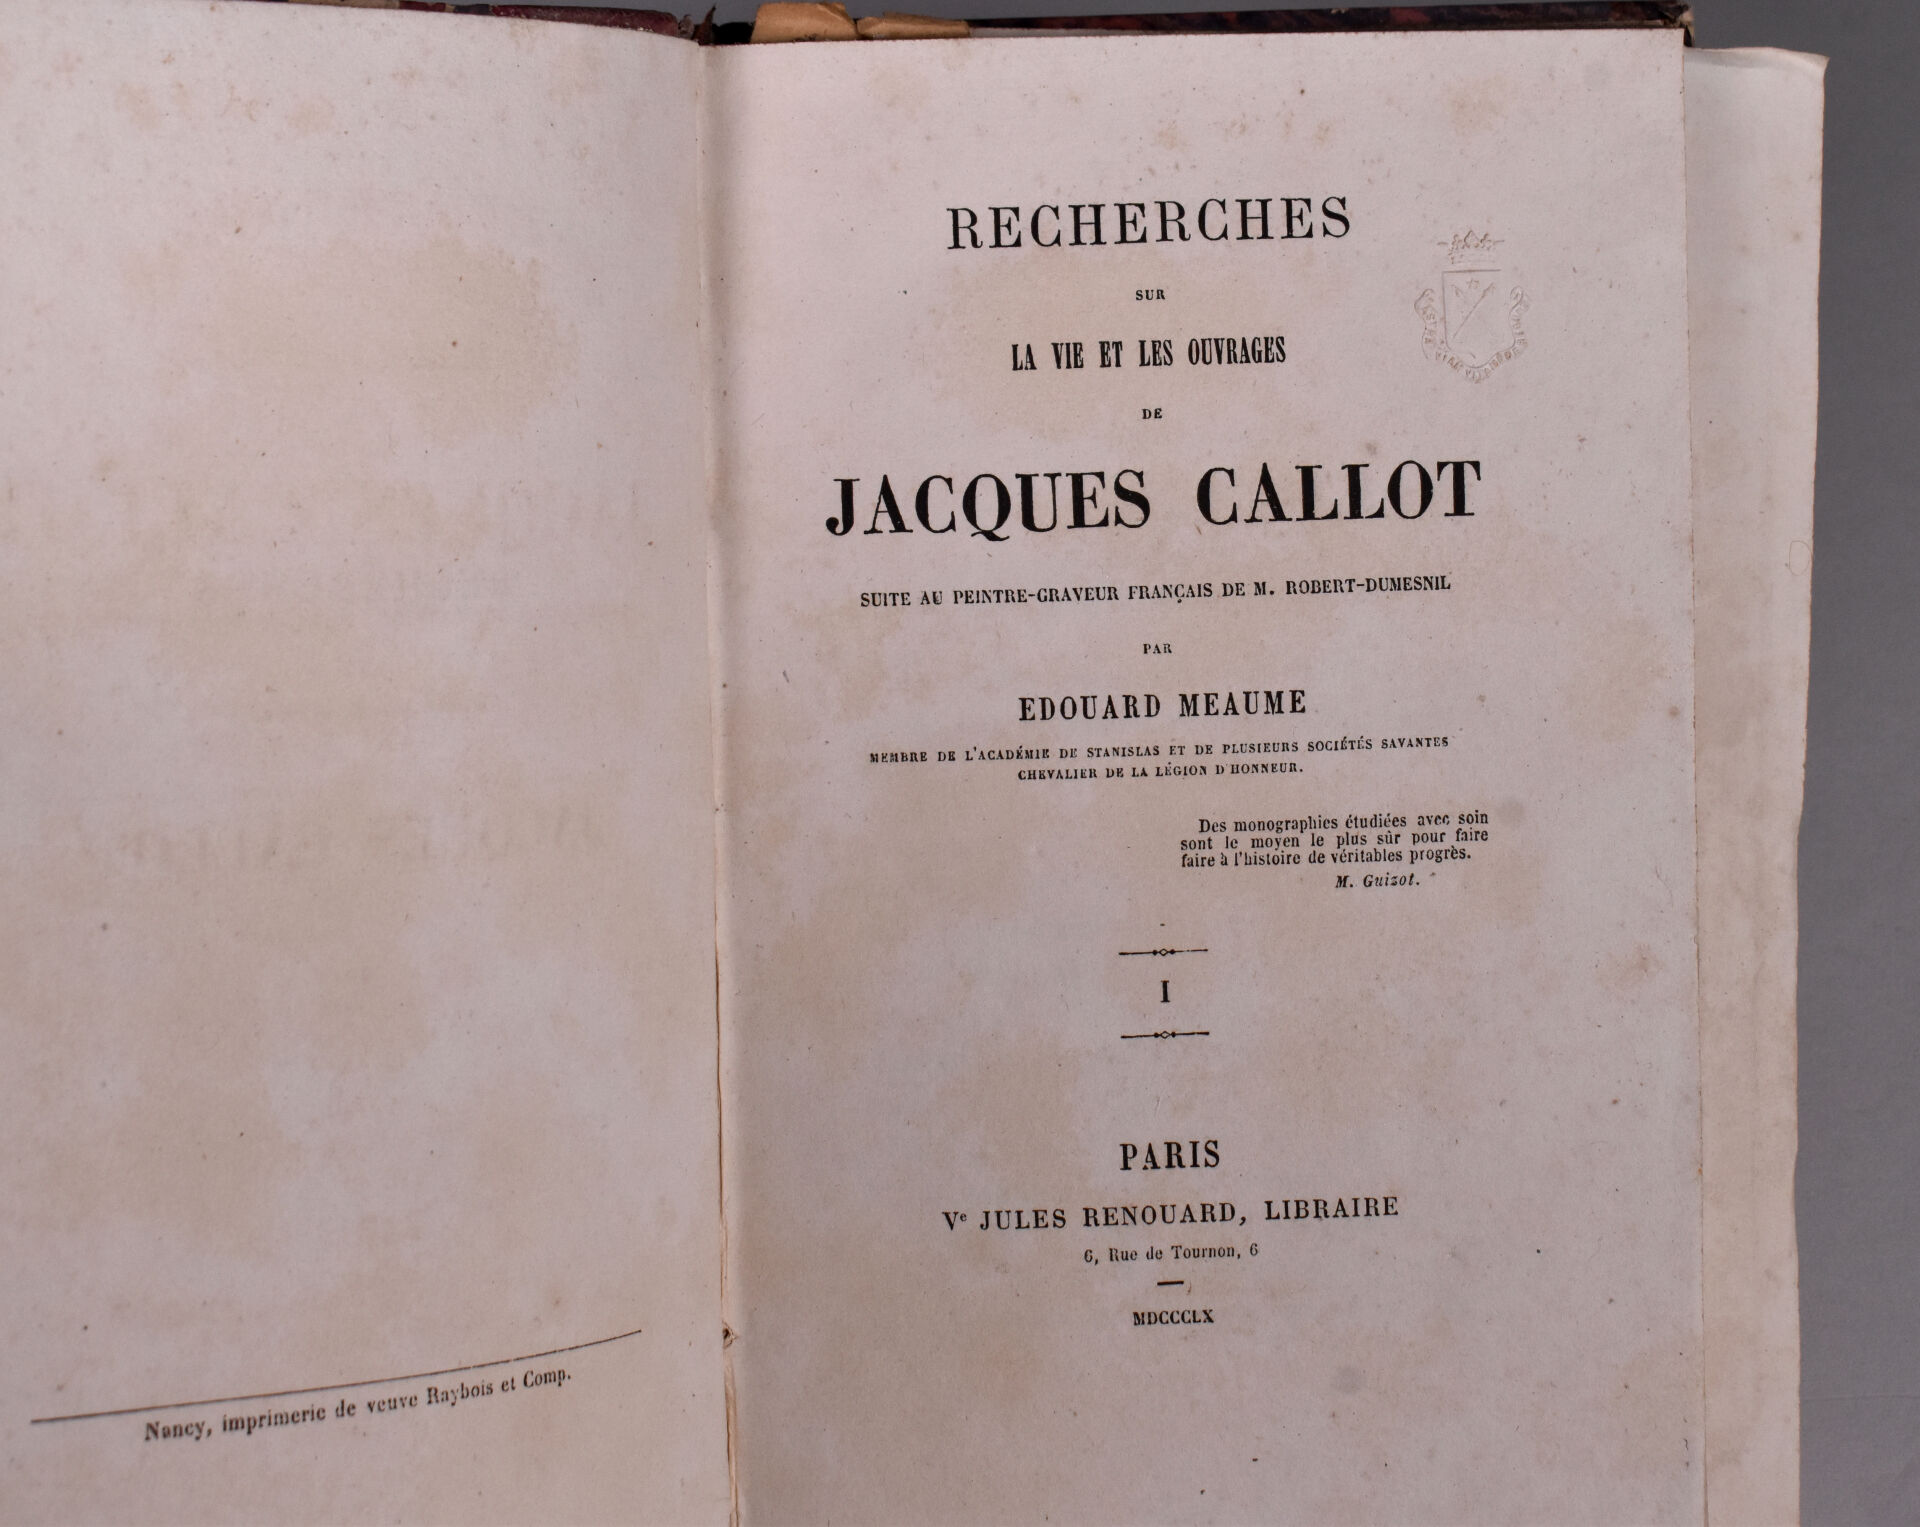 Nancy, imprimerie de veuve Raybois et Comp.
RECHERCHES
SUR
LA VIE ET LES OUVRAGES
DE
JACQUES CALLOT
SUITE AU PEINTRE-GRAVEUR FRANÇAIS DE M. ROBERT-DUMESNIL
PAR
EDOUARD MEAUME
MEMBRE DE L'ACADÉMIE DE STANISLAS ET DE PLUSIEURS SOCIÉTÉS SAVANTES
CHEVALIER DE LA LÉGION D'HONNEUR.
Des monographies étudiées avec soin
sont le moyen le plus sûr pour faire
faire à l'histoire de véritables progrès.
M. Guizot.
I
PARIS
Ve JULES RENOUARD, LIBRAIRE
6, Rue de Tournon, 6
MDCCCLX